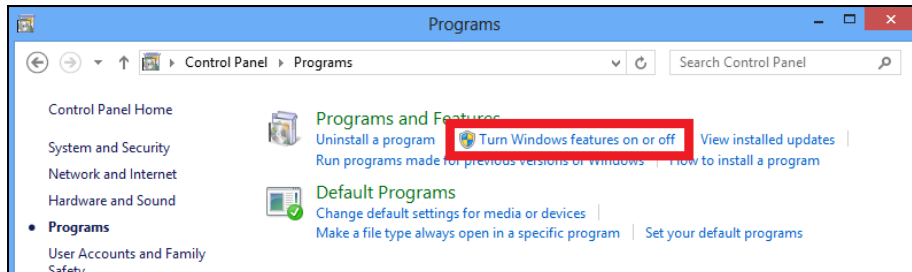 Programs
Control Panel ▸ Programs
Search Control Panel
Control Panel Home
System and Security
Network and Internet
Hardware and Sound
Programs
User Accounts and Family
Safety
Programs and Features
Uninstall a program
Turn Windows features on or off
View installed updates
Run programs made for previous versions of Windows
How to install a program
Default Programs
Change default settings for media or devices
Make a file type always open in a specific program
Set your default programs